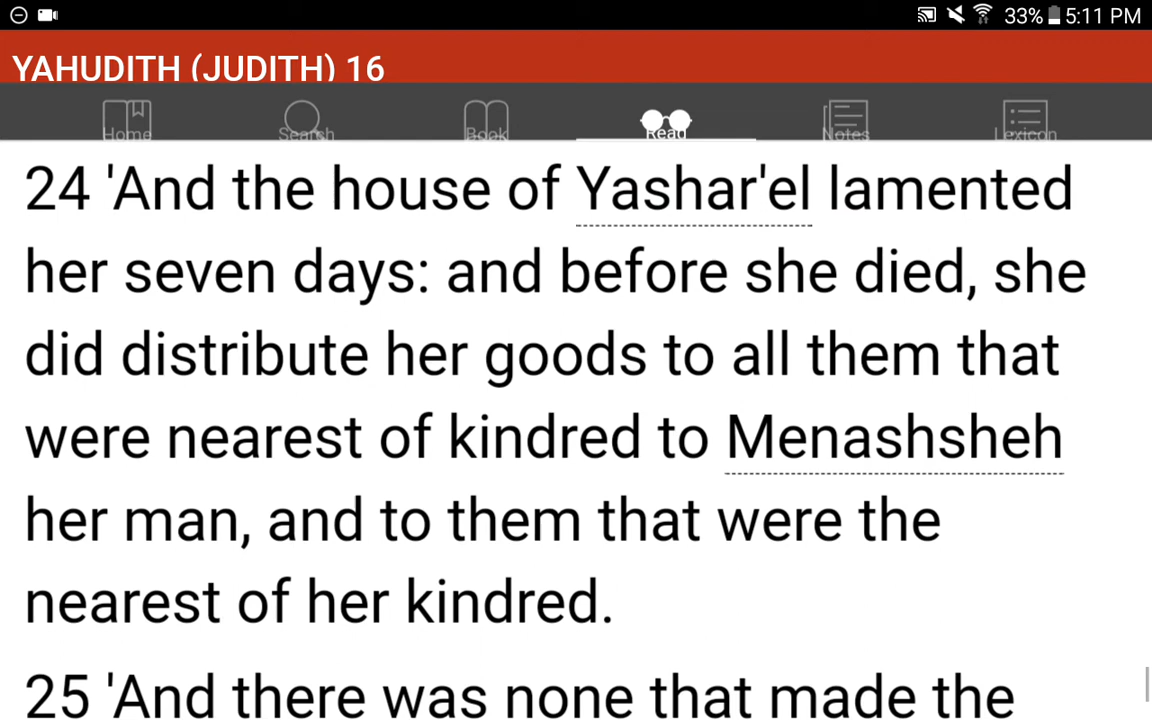 33% 5:11 PM
YAHUDITH (JUDITH) 16
Home Search Book Read Notes Lexicon
24 'And the house of Yashar'el lamented
her seven days: and before she died, she
did distribute her goods to all them that
were nearest of kindred to Menashsheh
her man, and to them that were the
nearest of her kindred.
25 'And there was none that made the